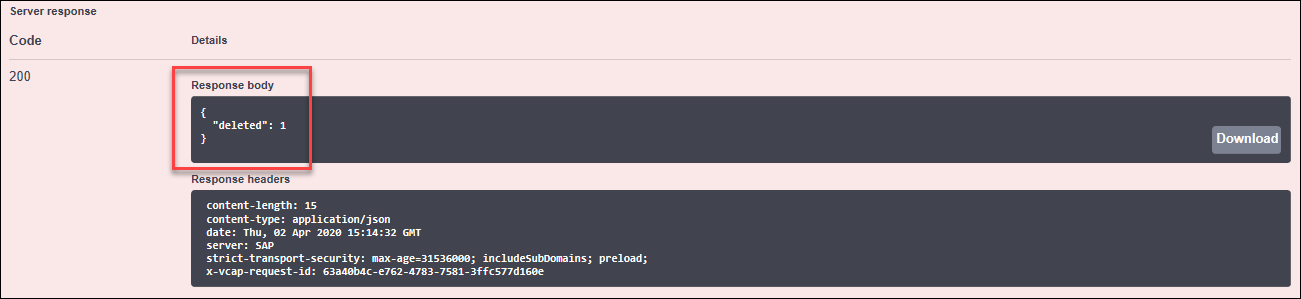 Server response
Code Details
200
Response body
{
"deleted": 1
}
Download
Response headers
content-length: 15
content-type: application/json
date: Thu, 02 Apr 2020 15:14:32 GMT
server: SAP
strict-transport-security: max-age=31536000; includeSubDomains; preload;
x-vcap-request-id: 63a40b4c-e762-4783-7581-3ffc577d160e